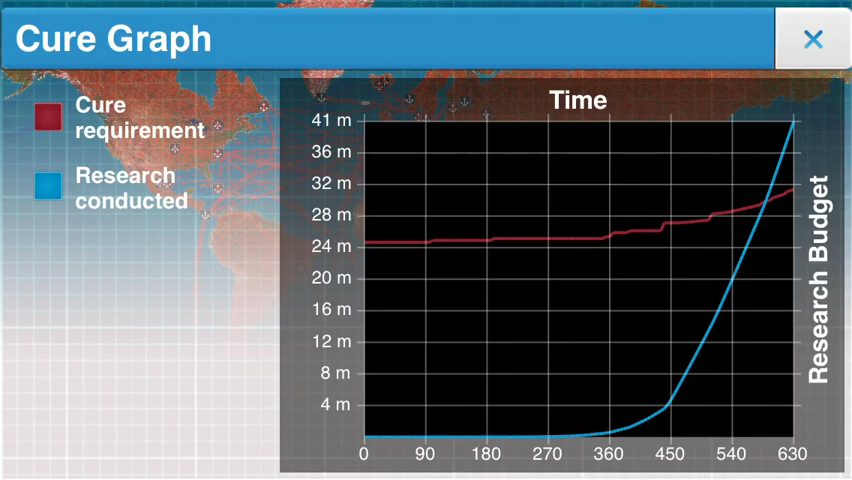 Cure Graph
Cure
requirement
Research
conducted
Time
41 m
36 m
32 m
28 m
24 m
20 m
16 m
12 m
8 m
4 m
0 90 180 270 360 450 540 630
Research Budget